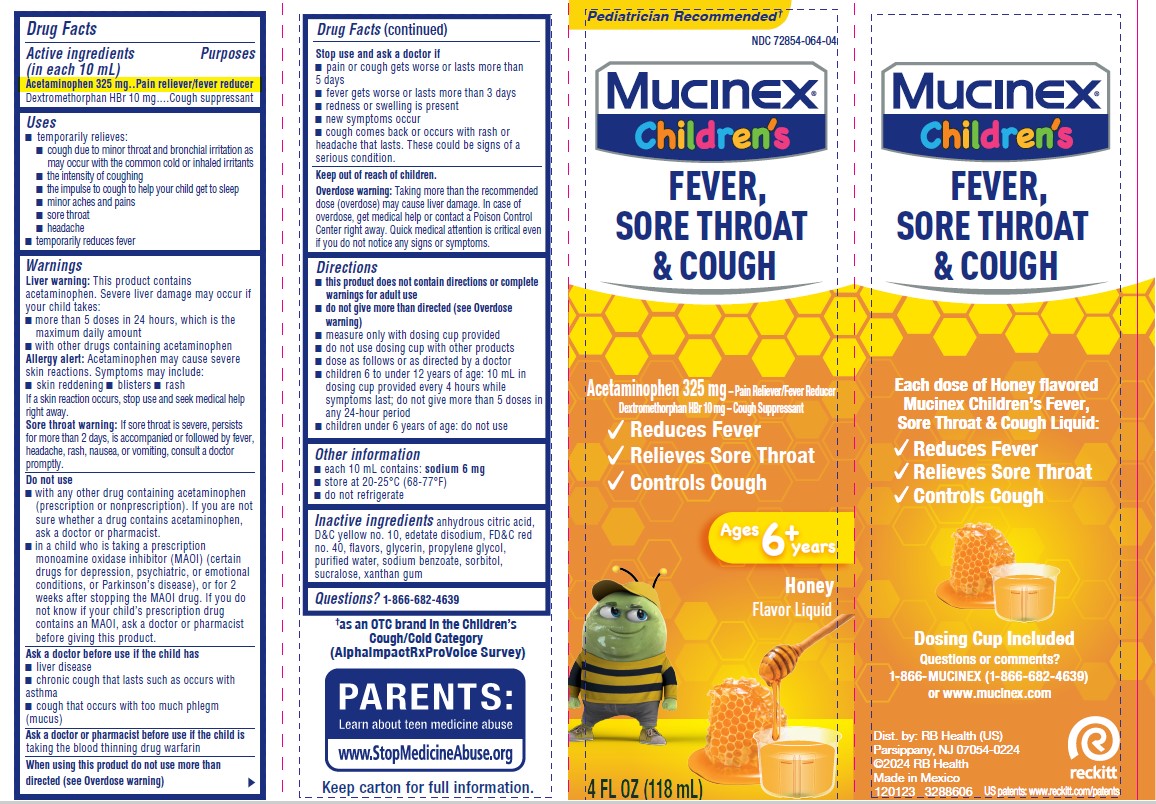 Drug Facts
Active ingredients Purposes
(in each 10 mL)
Acetaminophen 325 mg..Pain reliever/fever reducer
Dextromethorphan HBr 10 mg....Cough suppressant
Uses
■ temporarily relieves:
■ cough due to minor throat and bronchial irritation as
may occur with the common cold or inhaled irritants
■ the intensity of coughing
■ the impulse to cough to help your child get to sleep
■ minor aches and pains
■ sore throat
■ headache
■ temporarily reduces fever
Warnings
Liver warning: This product contains
acetaminophen. Severe liver damage may occur if
your child takes:
■ more than 5 doses in 24 hours, which is the
maximum daily amount
■ with other drugs containing acetaminophen
Allergy alert: Acetaminophen may cause severe
skin reactions. Symptoms may include:
■ skin reddening ■ blisters ■ rash
If a skin reaction occurs, stop use and seek medical help
right away.
Sore throat warning: If sore throat is severe, persists
for more than 2 days, is accompanied or followed by fever,
headache, rash, nausea, or vomiting, consult a doctor
promptly.
Do not use
■ with any other drug containing acetaminophen
(prescription or nonprescription). If you are not
sure whether a drug contains acetaminophen,
ask a doctor or pharmacist.
■ in a child who is taking a prescription
monoamine oxidase inhibitor (MAOI) (certain
drugs for depression, psychiatric, or emotional
conditions, or Parkinson's disease), or for 2
weeks after stopping the MAOI drug. If you do
not know if your child's prescription drug
contains an MAOI, ask a doctor or pharmacist
before giving this product.
Ask a doctor before use if the child has
■ liver disease
■ chronic cough that lasts such as occurs with
asthma
■ cough that occurs with too much phlegm
(mucus)
Ask a doctor or pharmacist before use if the child is
taking the blood thinning drug warfarin
When using this product do not use more than
directed (see Overdose warning)
Drug Facts (continued)
Stop use and ask a doctor if
■ pain or cough gets worse or lasts more than
5 days
■ fever gets worse or lasts more than 3 days
■ redness or swelling is present
■ new symptoms occur
■ cough comes back or occurs with rash or
headache that lasts. These could be signs of a
serious condition.
Keep out of reach of children.
Overdose warning: Taking more than the recommended
dose (overdose) may cause liver damage. In case of
overdose, get medical help or contact a Poison Control
Center right away. Quick medical attention is critical even
if you do not notice any signs or symptoms.
Directions
■ this product does not contain directions or complete
warnings for adult use
■ do not give more than directed (see Overdose
warning)
■ measure only with dosing cup provided
■ do not use dosing cup with other products
■ dose as follows or as directed by a doctor
■ children 6 to under 12 years of age: 10 mL in
dosing cup provided every 4 hours while
symptoms last; do not give more than 5 doses in
any 24-hour period
■ children under 6 years of age: do not use
Other information
■ each 10 mL contains: sodium 6 mg
■ store at 20-25°C (68-77°F)
■ do not refrigerate
Inactive ingredients anhydrous citric acid,
D&C yellow no. 10, edetate disodium, FD&C red
no. 40, flavors, glycerin, propylene glycol,
purified water, sodium benzoate, sorbitol,
sucralose, xanthan gum
Questions? 1-866-682-4639
†as an OTC brand in the Children's
Cough/Cold Category
(AlphaImpactRxProVoice Survey)
PARENTS:
Learn about teen medicine abuse
www.StopMedicineAbuse.org
Keep carton for full information.
Pediatrician Recommended†
NDC 72854-064-04
Mucinex®
Children's
FEVER,
SORE THROAT
& COUGH
Acetaminophen 325 mg – Pain Reliever/Fever Reducer
Dextromethorphan HBr 10 mg – Cough Suppressant
✓ Reduces Fever
✓ Relieves Sore Throat
✓ Controls Cough
Ages 6+ years
Honey
Flavor Liquid
4 FL OZ (118 mL)
Mucinex®
Children's
FEVER,
SORE THROAT
& COUGH
Each dose of Honey flavored
Mucinex Children's Fever,
Sore Throat & Cough Liquid:
✓ Reduces Fever
✓ Relieves Sore Throat
✓ Controls Cough
Dosing Cup Included
Questions or comments?
1-866-MUCINEX (1-866-682-4639)
or www.mucinex.com
Dist. by: RB Health (US)
Parsippany, NJ 07054-0224
©2024 RB Health
Made in Mexico
120123 3288606 US patents: www.reckitt.com/patents
reckitt